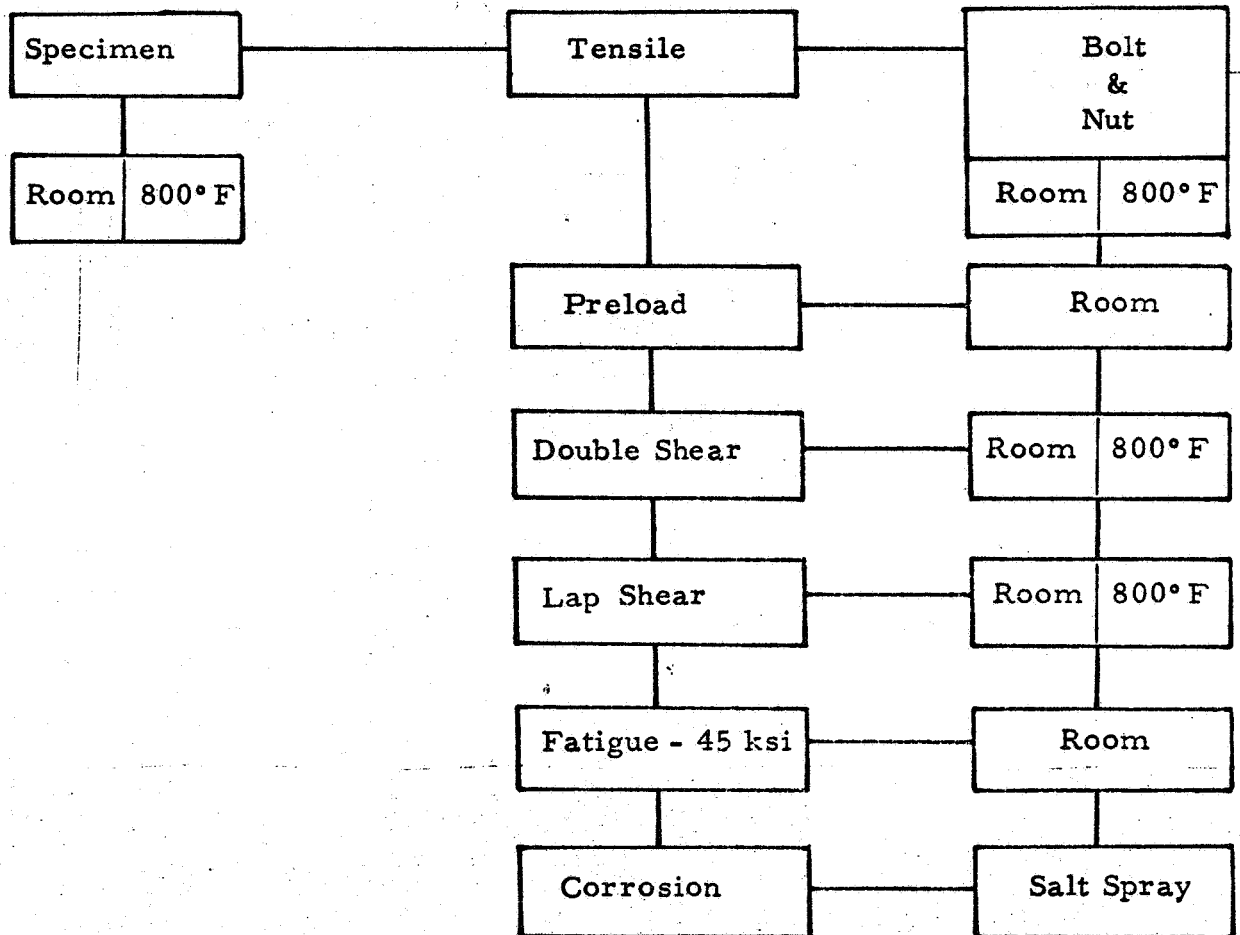 Specimen
Tensile
Bolt
&
Nut
Room 800° F
Room 800° F
Preload
Room
Double Shear
Room 800° F
Lap Shear
Room 800° F
Fatigue - 45 ksi
Room
Corrosion
Salt Spray